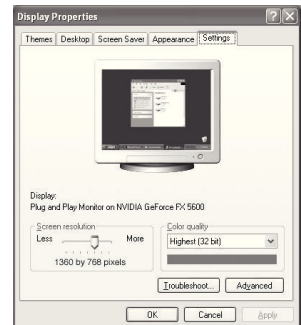 Display Properties
Themes Desktop Screen Saver Appearance Settings
Display:
Plug and Play Monitor on NVIDIA GeForce FX 5600
Screen resolution
Less More
1360 by 768 pixels
Color quality
Highest (32 bit)
Troubleshoot... Advanced
OK Cancel Apply